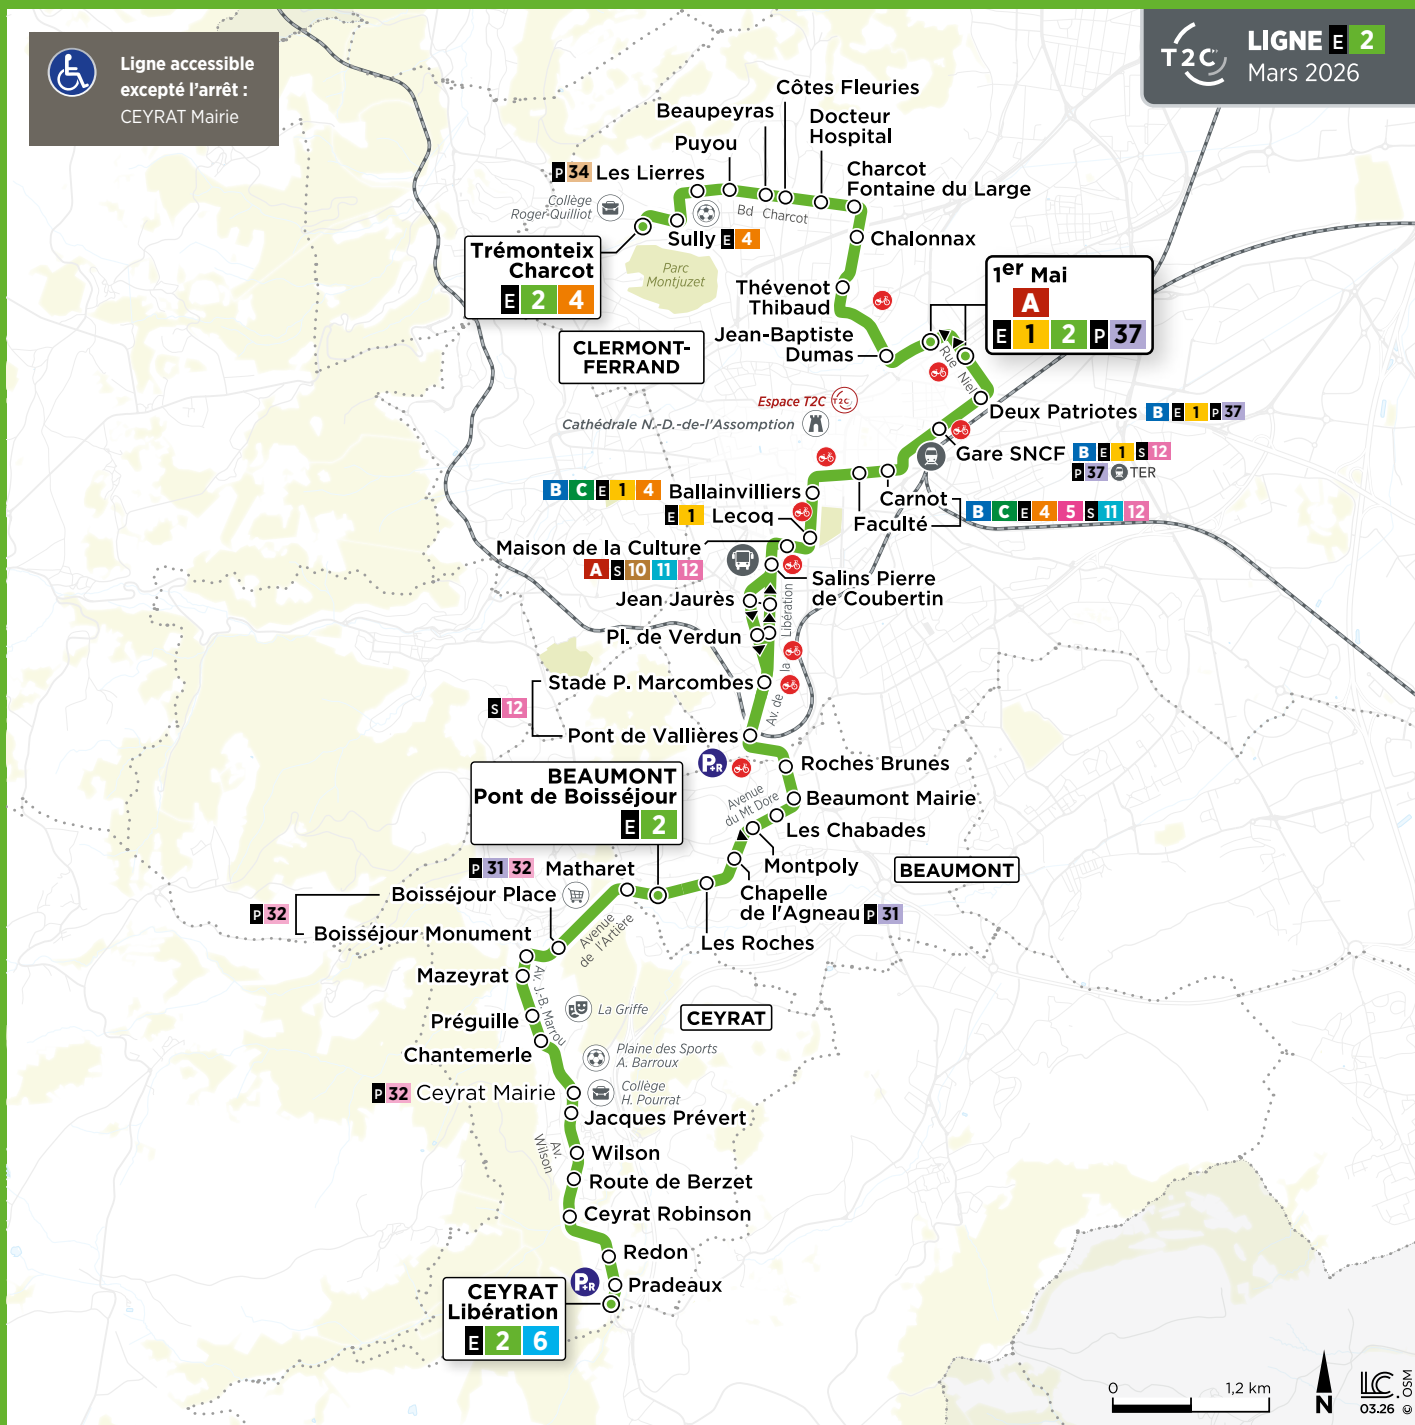 Ligne accessible
excepté l'arrêt :
CEYRAT Mairie
T2C
LIGNE E 2
Mars 2026
Côtes Fleuries
Beaupeyras
Docteur
Hospital
Puyou
P 34 Les Lierres
Charcot
Fontaine du Large
Collège
Roger-Quilliot
Bd Charcot
Sully E 4
Chalonnax
Trémonteix
Charcot
E 2 4
Parc
Montjuzet
1er Mai
A
E 1 2 P 37
Thévenot
Thibaud
Jean-Baptiste
Dumas
Rue Niel
CLERMONT-
FERRAND
Espace T2C
T2C
Cathédrale N.-D.-de-l'Assomption
Deux Patriotes B E 1 P 37
Gare SNCF B E 1 S 12
P 37 TER
B C E 1 4 Ballainvilliers
Carnot
Faculté
B C E 4 5 S 11 12
E 1 Lecoq
Maison de la Culture
A S 10 11 12
Salins Pierre
de Coubertin
Jean Jaurès
Pl. de Verdun
Av. de la Libération
Stade P. Marcombes
S 12
Pont de Vallières
P+R
Roches Brunes
BEAUMONT
Pont de Boisséjour
E 2
Avenue
du Mt Dore
Beaumont Mairie
Les Chabades
Montpoly
BEAUMONT
P 31 32 Matharet
Boisséjour Place
P 32
Boisséjour Monument
Chapelle
de l'Agneau P 31
Avenue
de l'Artière
Les Roches
Mazeyrat
Av. J.-B. Marrou
La Griffe
CEYRAT
Préguille
Chantemerle
Plaine des Sports
A. Barroux
P 32 Ceyrat Mairie
Collège
H. Pourrat
Jacques Prévert
Av.
Wilson
Wilson
Route de Berzet
Ceyrat Robinson
Redon
P+R
Pradeaux
CEYRAT
Libération
E 2 6
0 1,2 km
N
LC.
03.26
© OSM